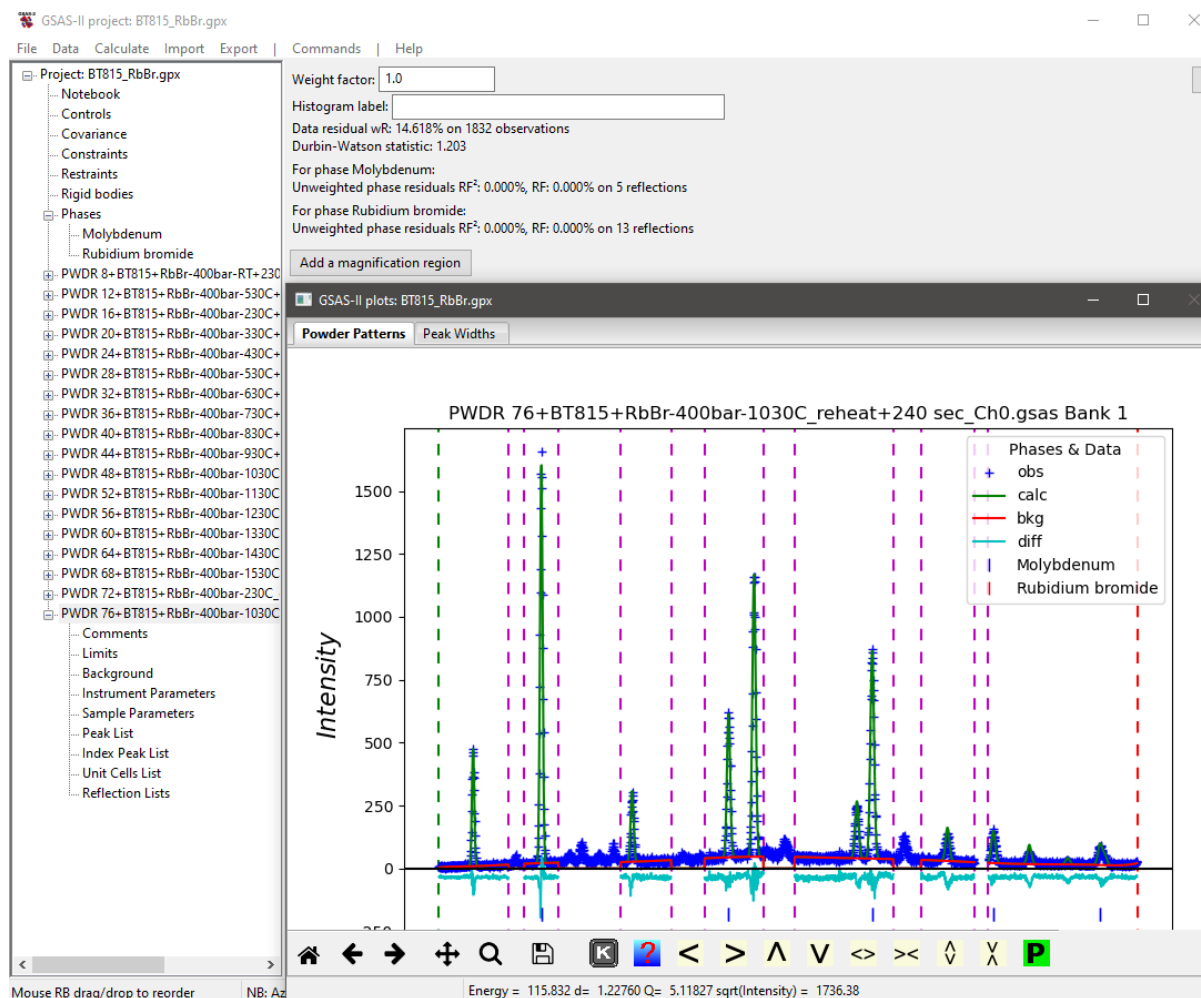 GSAS-II project: BT815_RbBr.gpx
File Data Calculate Import Export | Commands | Help
Project: BT815_RbBr.gpx
Notebook
Controls
Covariance
Constraints
Restraints
Rigid bodies
Phases
Molybdenum
Rubidium bromide
PWDR 8+BT815+RbBr-400bar-RT+230
PWDR 12+BT815+RbBr-400bar-530C+
PWDR 16+BT815+RbBr-400bar-230C+
PWDR 20+BT815+RbBr-400bar-330C+
PWDR 24+BT815+RbBr-400bar-430C+
PWDR 28+BT815+RbBr-400bar-530C+
PWDR 32+BT815+RbBr-400bar-630C+
PWDR 36+BT815+RbBr-400bar-730C+
PWDR 40+BT815+RbBr-400bar-830C+
PWDR 44+BT815+RbBr-400bar-930C+
PWDR 48+BT815+RbBr-400bar-1030C
PWDR 52+BT815+RbBr-400bar-1130C
PWDR 56+BT815+RbBr-400bar-1230C
PWDR 60+BT815+RbBr-400bar-1330C
PWDR 64+BT815+RbBr-400bar-1430C
PWDR 68+BT815+RbBr-400bar-1530C
PWDR 72+BT815+RbBr-400bar-230C_
PWDR 76+BT815+RbBr-400bar-1030C
Comments
Limits
Background
Instrument Parameters
Sample Parameters
Peak List
Index Peak List
Unit Cells List
Reflection Lists
Mouse RB drag/drop to reorder
NB: Az
Weight factor: 1.0
Histogram label:
Data residual wR: 14.618% on 1832 observations
Durbin-Watson statistic: 1.203
For phase Molybdenum:
Unweighted phase residuals RF²: 0.000%, RF: 0.000% on 5 reflections
For phase Rubidium bromide:
Unweighted phase residuals RF²: 0.000%, RF: 0.000% on 13 reflections
Add a magnification region
GSAS-II plots: BT815_RbBr.gpx
Powder Patterns Peak Widths
PWDR 76+BT815+RbBr-400bar-1030C_reheat+240 sec_Ch0.gsas Bank 1
Phases & Data
obs
calc
bkg
diff
Molybdenum
Rubidium bromide
Intensity
1500
1250
1000
750
500
250
0
K ? < > Λ V <> >< P
Energy = 115.832 d= 1.22760 Q= 5.11827 sqrt(Intensity) = 1736.38